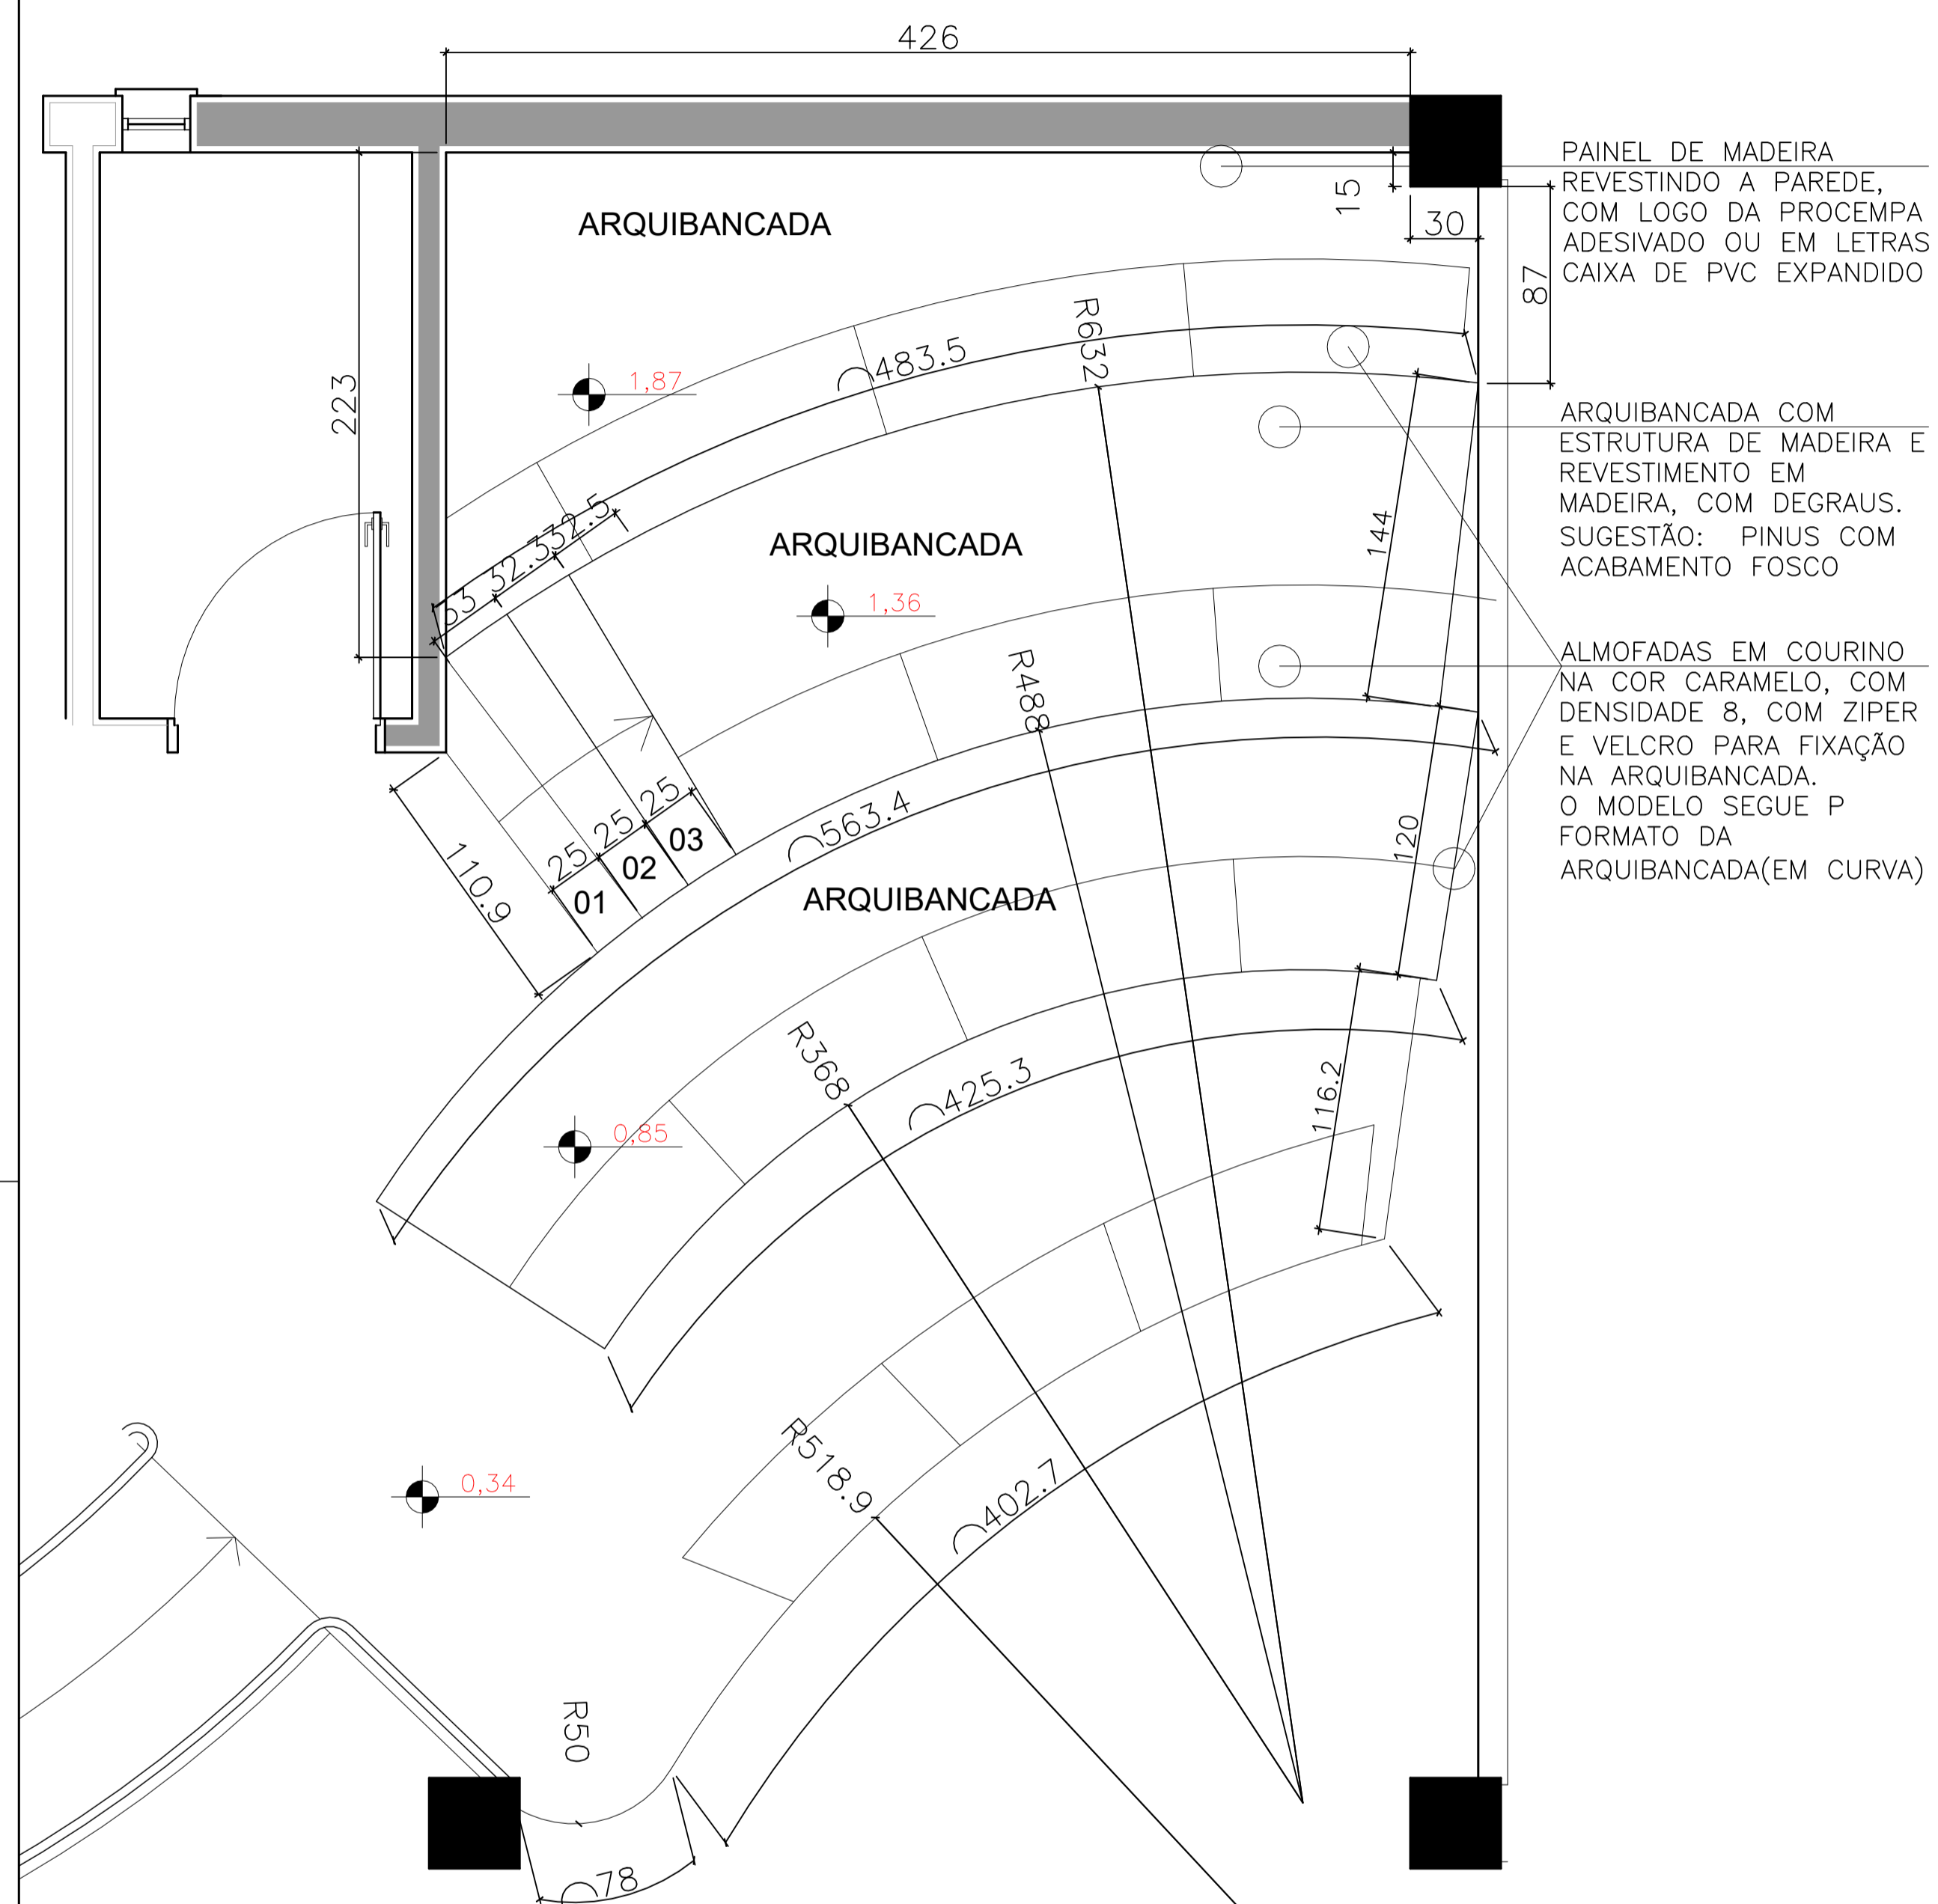 426
PAINEL DE MADEIRA
REVESTINDO A PAREDE,
COM LOGO DA PROCEMPA
ADESIVADO OU EM LETRAS
CAIXA DE PVC EXPANDIDO
15
30
87
ARQUIBANCADA
R632
483.5
1,87
223
ARQUIBANCADA COM
ESTRUTURA DE MADEIRA E
REVESTIMENTO EM
MADEIRA, COM DEGRAUS.
SUGESTÃO: PINUS COM
ACABAMENTO FOSCO
144
33 32.3 32.5
ARQUIBANCADA
1,36
R488
ALMOFADAS EM COURINO
NA COR CARAMELO, COM
DENSIDADE 8, COM ZIPER
E VELCRO PARA FIXAÇÃO
NA ARQUIBANCADA.
O MODELO SEGUE P
FORMATO DA
ARQUIBANCADA(EM CURVA)
25 25 25
01 02 03
110.9
563.4
120
ARQUIBANCADA
R368
425.3
116.2
0,85
R518.9
402.7
0,34
R50
78